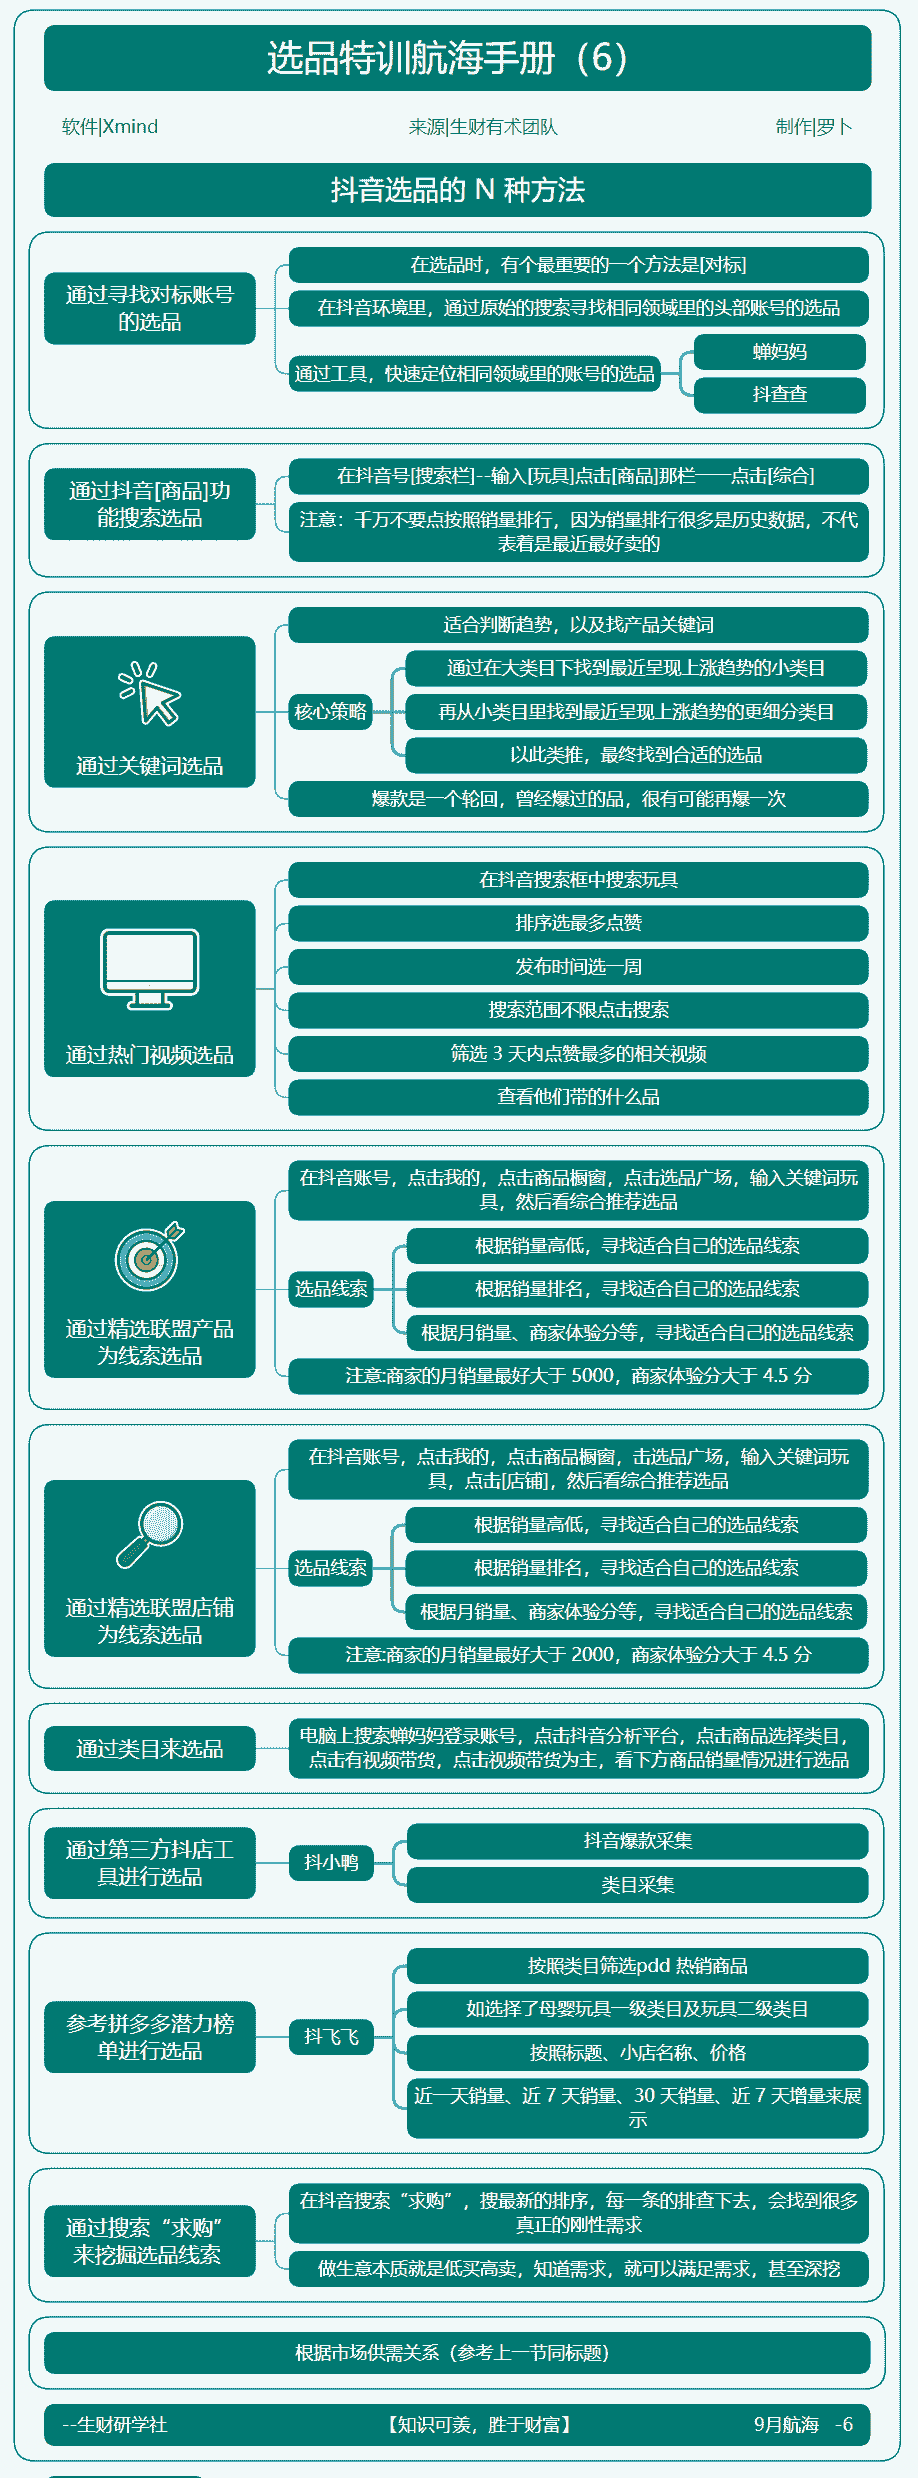 选品特训航海手册（6）
软件|Xmind
来源|生财有术团队
制作|罗卜
抖音选品的 N 种方法
通过寻找对标账号
的选品
在选品时，有个最重要的一个方法是[对标]
在抖音环境里，通过原始的搜索寻找相同领域里的头部账号的选品
通过工具，快速定位相同领域里的账号的选品
蝉妈妈
抖查查
通过抖音[商品]功
能搜索选品
在抖音号[搜索栏]--输入[玩具]点击[商品]那栏——点击[综合]
注意：千万不要点按照销量排行，因为销量排行很多是历史数据，不代
表着是最近最好卖的
通过关键词选品
适合判断趋势，以及找产品关键词
核心策略
通过在大类目下找到最近呈现上涨趋势的小类目
再从小类目里找到最近呈现上涨趋势的更细分类目
以此类推，最终找到合适的选品
爆款是一个轮回，曾经爆过的品，很有可能再爆一次
通过热门视频选品
在抖音搜索框中搜索玩具
排序选最多点赞
发布时间选一周
搜索范围不限点击搜索
筛选 3 天内点赞最多的相关视频
查看他们带的什么品
通过精选联盟产品
为线索选品
在抖音账号，点击我的，点击商品橱窗，点击选品广场，输入关键词玩
具，然后看综合推荐选品
选品线索
根据销量高低，寻找适合自己的选品线索
根据销量排名，寻找适合自己的选品线索
根据月销量、商家体验分等，寻找适合自己的选品线索
注意:商家的月销量最好大于 5000，商家体验分大于 4.5 分
通过精选联盟店铺
为线索选品
在抖音账号，点击我的，点击商品橱窗，击选品广场，输入关键词玩
具，点击[店铺]，然后看综合推荐选品
选品线索
根据销量高低，寻找适合自己的选品线索
根据销量排名，寻找适合自己的选品线索
根据月销量、商家体验分等，寻找适合自己的选品线索
注意:商家的月销量最好大于 2000，商家体验分大于 4.5 分
通过类目来选品
电脑上搜索蝉妈妈登录账号，点击抖音分析平台，点击商品选择类目，
点击有视频带货，点击视频带货为主，看下方商品销量情况进行选品
通过第三方抖店工
具进行选品
抖小鸭
抖音爆款采集
类目采集
参考拼多多潜力榜
单进行选品
抖飞飞
按照类目筛选pdd 热销商品
如选择了母婴玩具一级类目及玩具二级类目
按照标题、小店名称、价格
近一天销量、近 7 天销量、30 天销量、近 7 天增量来展
示
通过搜索“求购”
来挖掘选品线索
在抖音搜索“求购”，搜最新的排序，每一条的排查下去，会找到很多
真正的刚性需求
做生意本质就是低买高卖，知道需求，就可以满足需求，甚至深挖
根据市场供需关系（参考上一节同标题）
--生财研学社
【知识可羡，胜于财富】
9月航海 -6